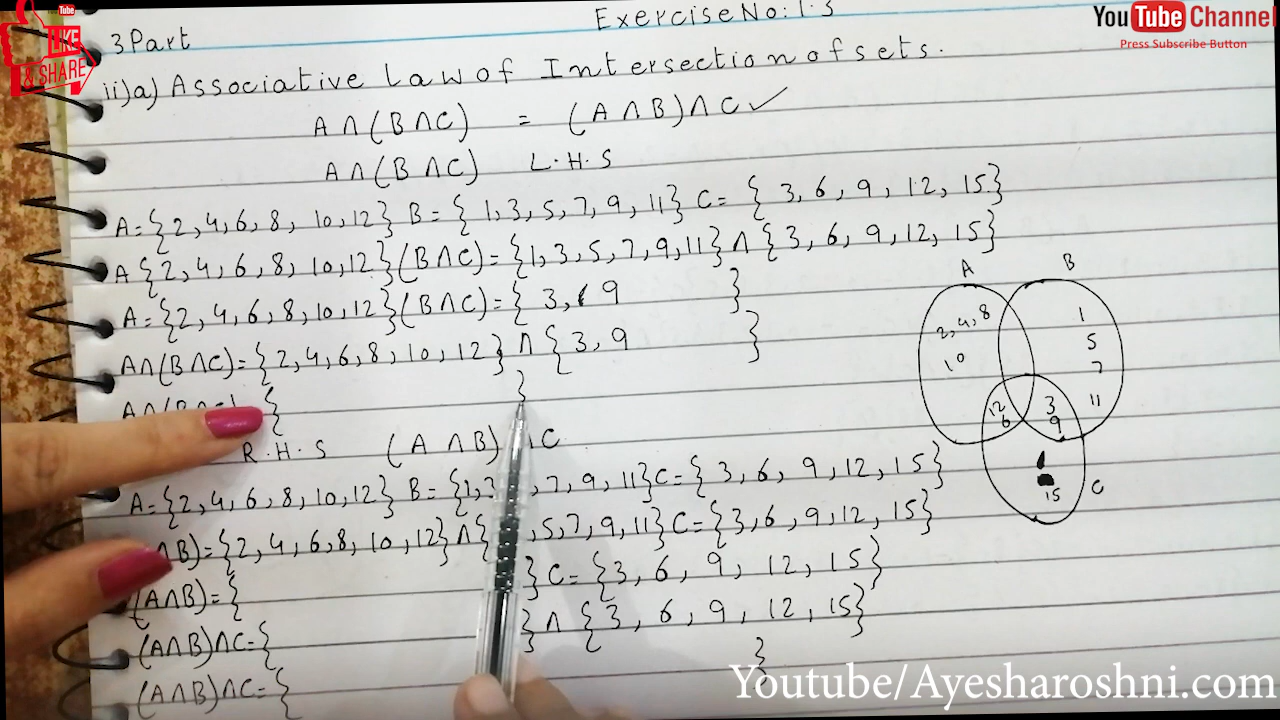 YouTube
LIKE
& SHARE
YouTube Channel
Press Subscribe Button
Exercise No: 1.3
3 Part
ii)a) Associative law of Intersection of sets.
A∩(B∩C) = (A∩B)∩C✓
A∩(B∩C) L.H.S
A={2,4,6,8,10,12} B={1,3,5,7,9,11} C={3,6,9,12,15}
A{2,4,6,8,10,12}(B∩C)={1,3,5,7,9,11}∩{3,6,9,12,15}
A={2,4,6,8,10,12}(B∩C)={3, 9 }
A∩(B∩C)={2,4,6,8,10,12}∩{3,9 }
{ }
R.H.S (A∩B) ∩C
A={2,4,6,8,10,12} B={1,3 ,7,9,11}C={3,6,9,12,15}
∩B)={2,4,6,8,10,12}∩{ ,5,7,9,11}C={3,6,9,12,15}
(A∩B)={ }C={3,6,9,12,15}
(A∩B)∩C={ }∩{3,6,9,12,15}
(A∩B)∩C={ }
A B
2,4,8 1
10 5
7
11
12 3
6 9
15 C
Youtube/Ayesharoshni.com